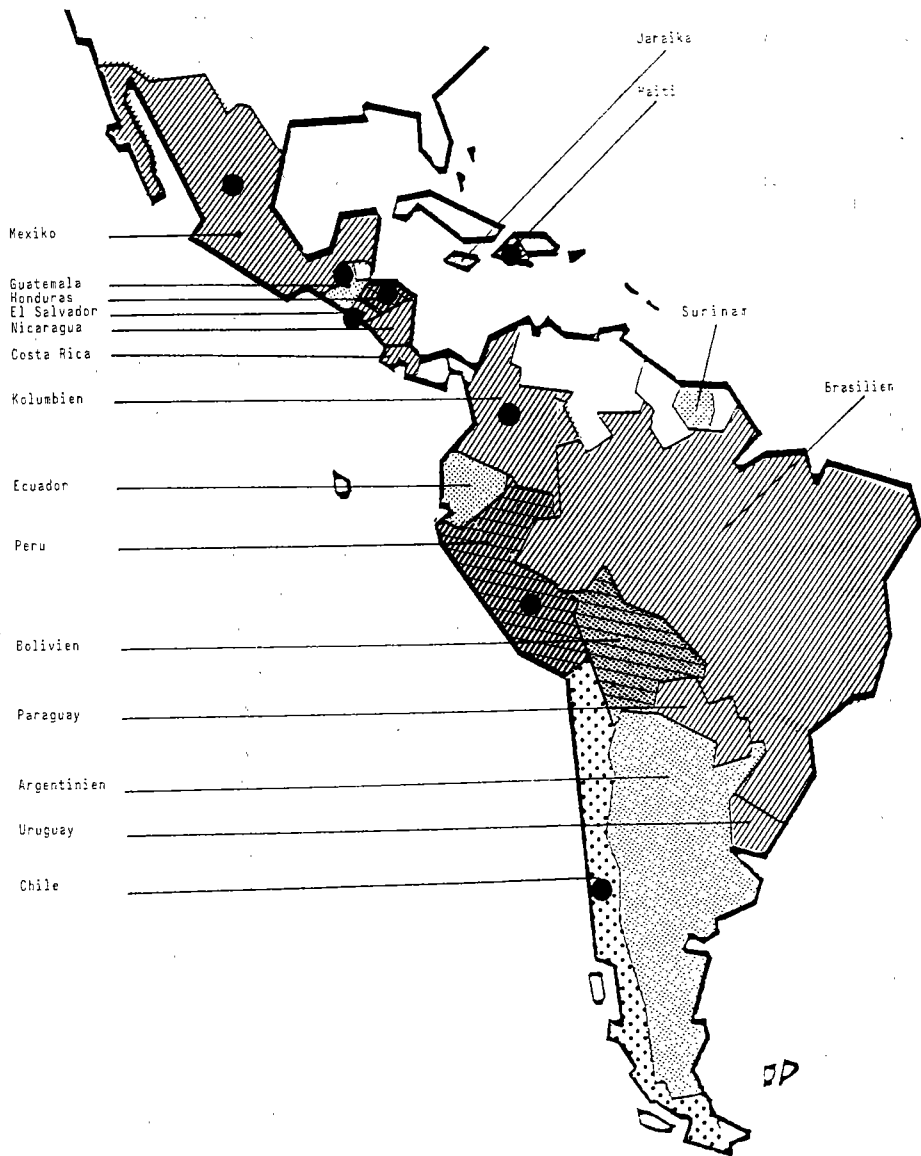 Jamaika
Haiti
Mexiko
Guatemala
Honduras
El Salvador
Nicaragua
Surinam
Costa Rica
Brasilien
Kolumbien
Ecuador
Peru
Bolivien
Paraguay
Argentinien
Uruguay
Chile